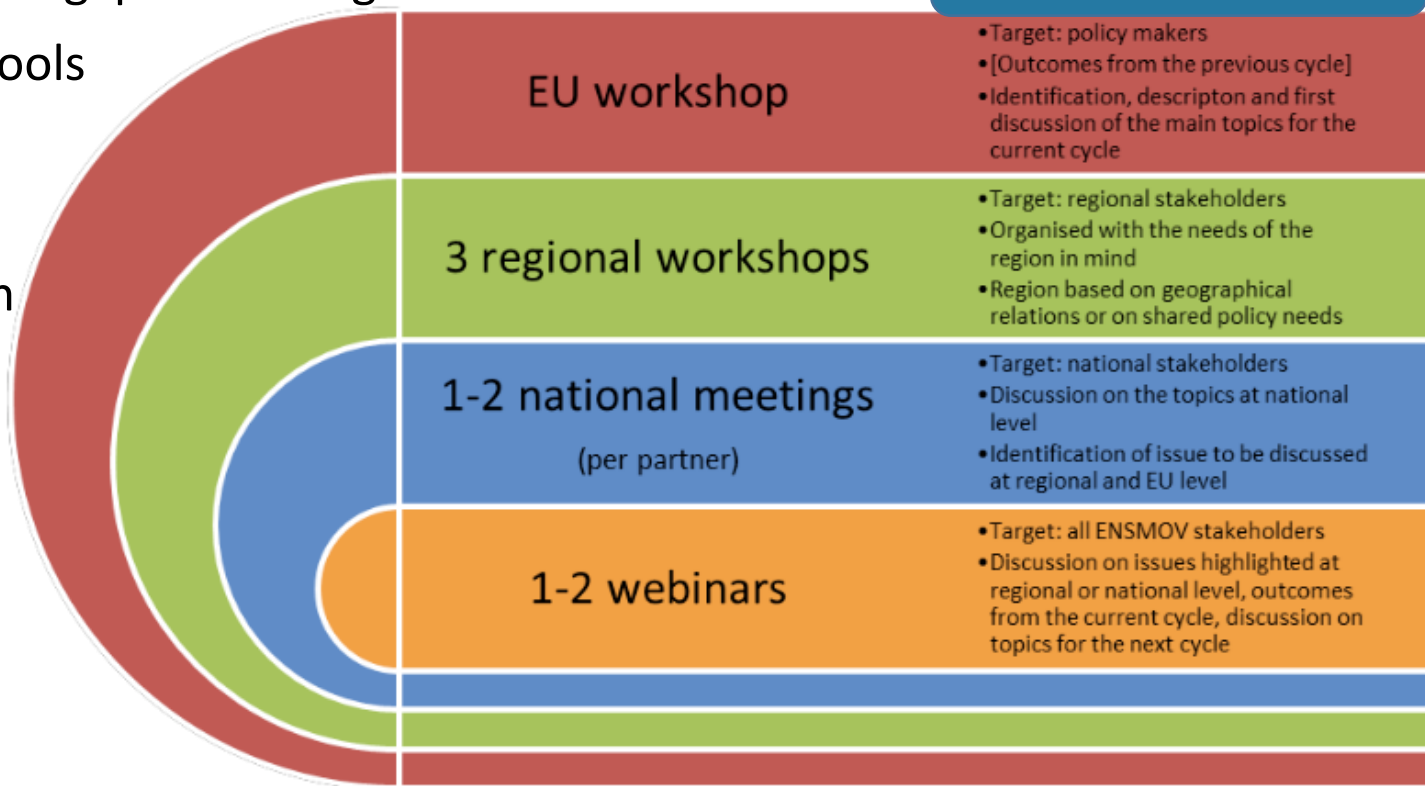 ools
EU workshop
•Target: policy makers
•[Outcomes from the previous cycle]
•Identification, descripton and first
discussion of the main topics for the
current cycle
3 regional workshops
•Target: regional stakeholders
•Organised with the needs of the
region in mind
•Region based on geographical
relations or on shared policy needs
1-2 national meetings
(per partner)
•Target: national stakeholders
•Discussion on the topics at national
level
•Identification of issue to be discussed
at regional and EU level
1-2 webinars
•Target: all ENSMOV stakeholders
•Discussion on issues highlighted at
regional or national level, outcomes
from the current cycle, discussion on
topics for the next cycle